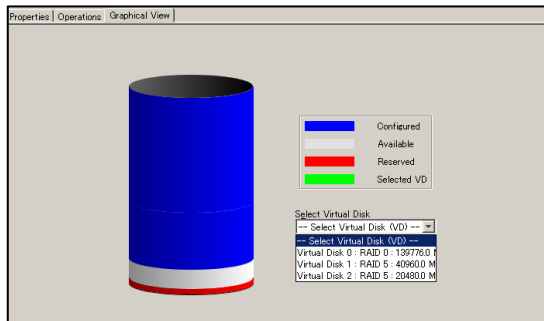 Properties Operations Graphical View
Configured
Available
Reserved
Selected VD
Select Virtual Disk
-- Select Virtual Disk (VD) --
-- Select Virtual Disk (VD) --
Virtual Disk 0 : RAID 0 : 139776.0
Virtual Disk 1 : RAID 5 : 40960.0 M
Virtual Disk 2 : RAID 5 : 20480.0 M